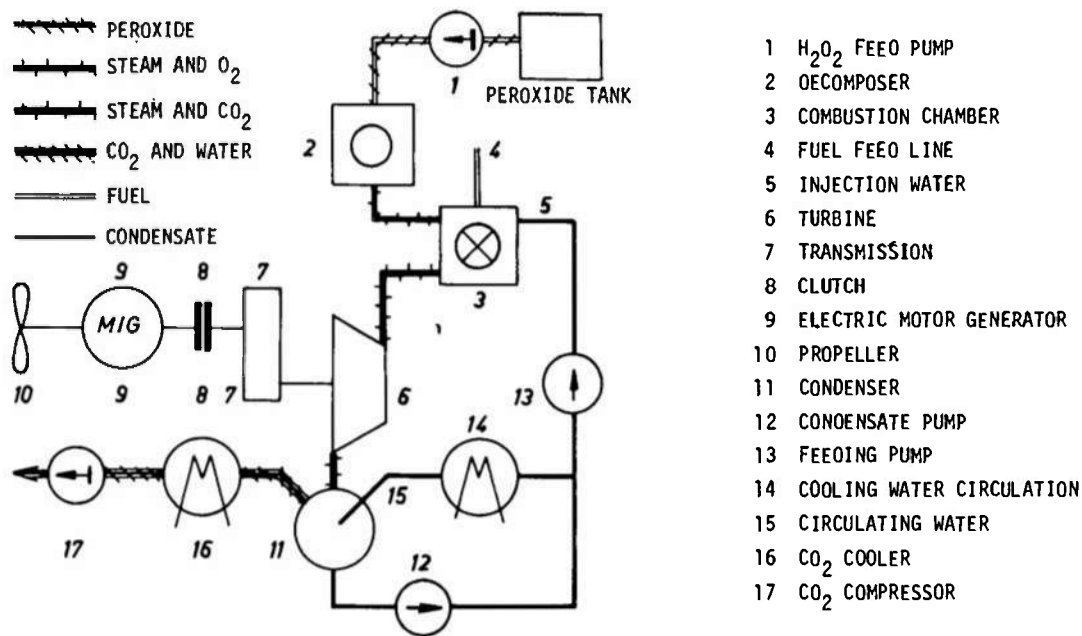 PEROXIDE
STEAM AND O2
STEAM AND CO2
CO2 AND WATER
FUEL
CONDENSATE
1
PEROXIDE TANK
2
4
5
3
9
8
7
MIG
10
9
8
7
6
13
14
15
17
16
11
12
1 H2O2 FEEO PUMP
2 OECOMPOSER
3 COMBUSTION CHAMBER
4 FUEL FEEO LINE
5 INJECTION WATER
6 TURBINE
7 TRANSMISSION
8 CLUTCH
9 ELECTRIC MOTOR GENERATOR
10 PROPELLER
11 CONDENSER
12 CONOENSATE PUMP
13 FEEOING PUMP
14 COOLING WATER CIRCULATION
15 CIRCULATING WATER
16 CO2 COOLER
17 CO2 COMPRESSOR